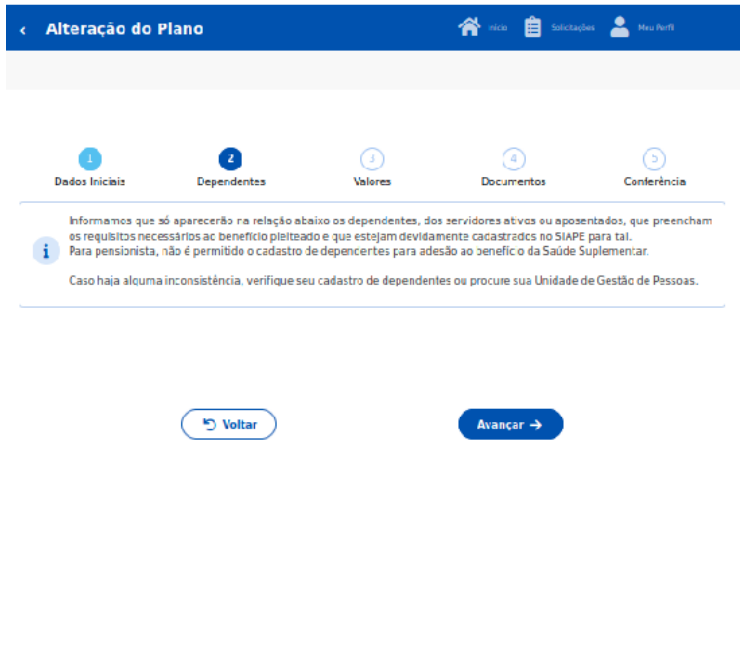 Alteração do Plano
Início Solicitações Meu Perfil
1 2 3 4 5
Dados Iniciais Dependentes Valores Documentos Conferência
Informamos que só aparecerão na relação abaixo os dependentes, dos servidores ativos ou aposentados, que preencham
os requisitos necessários ao benefício pleiteado e que estejam devidamente cadastrados no SIAPE para tal.
Para pensionista, não é permitido o cadastro de dependentes para adesão ao benefício da Saúde Suplementar.
Caso haja alguma inconsistência, verifique seu cadastro de dependentes ou procure sua Unidade de Gestão de Pessoas.
Voltar Avançar